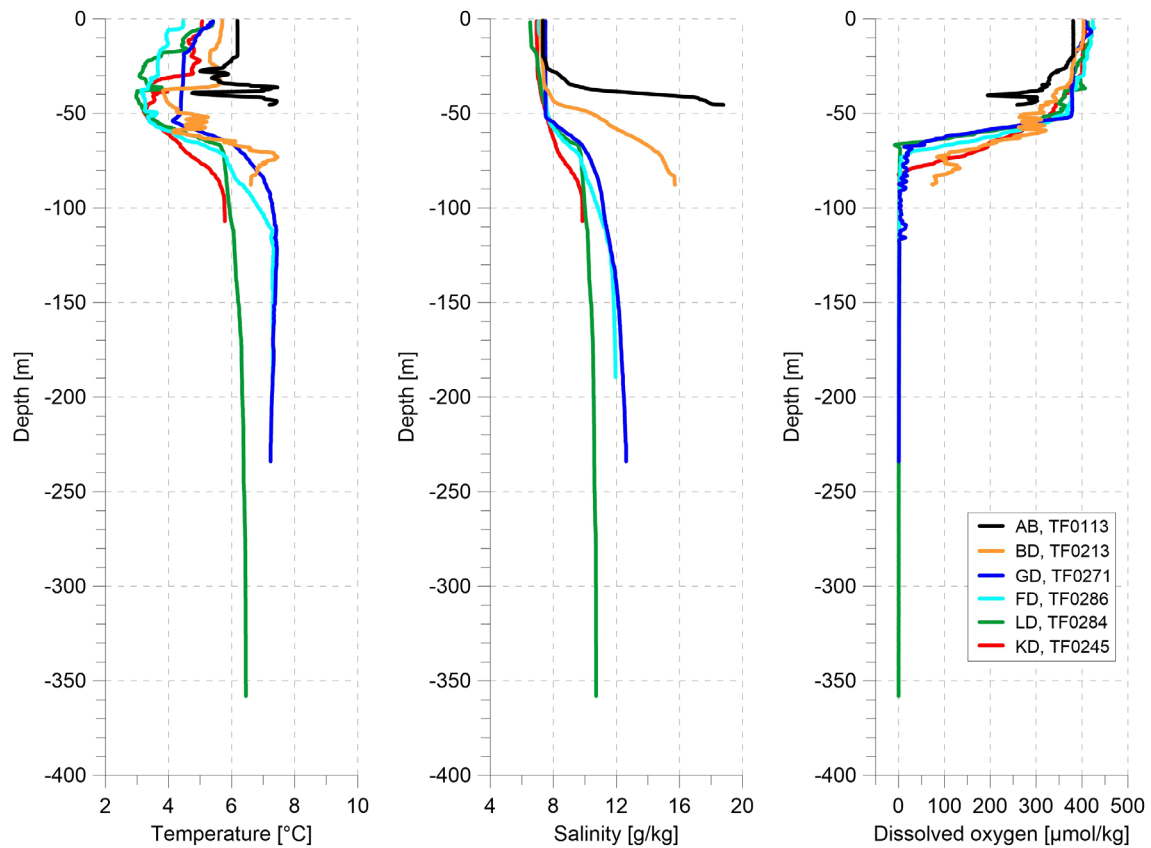 0
-50
-100
-150
-200
-250
-300
-350
-400
Depth [m]
2 4 6 8 10
Temperature [°C]
0
-50
-100
-150
-200
-250
-300
-350
-400
Depth [m]
4 8 12 16 20
Salinity [g/kg]
0
-50
-100
-150
-200
-250
-300
-350
-400
Depth [m]
0 100 200 300 400 500
Dissolved oxygen [µmol/kg]
AB, TF0113
BD, TF0213
GD, TF0271
FD, TF0286
LD, TF0284
KD, TF0245